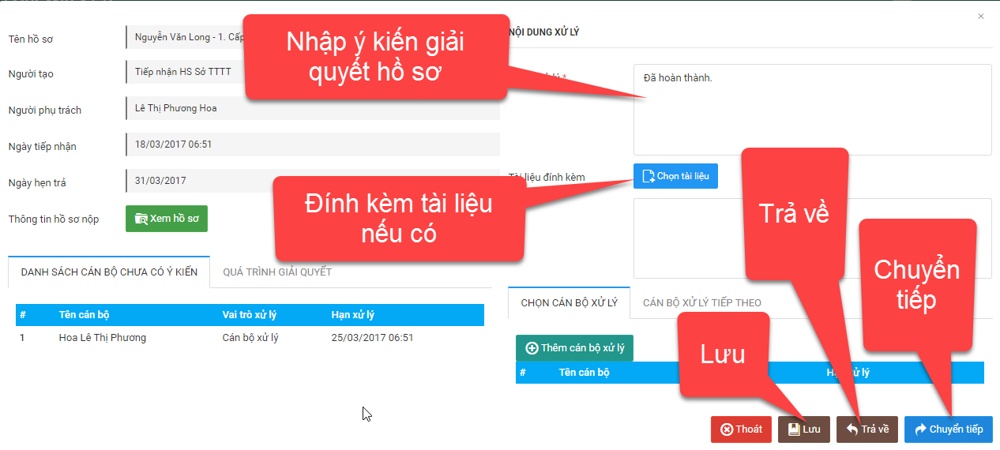 Tên hồ sơ
Nguyễn Văn Long - 1. Cấp
Người tạo
Tiếp nhận HS Sở TTTT
Người phụ trách
Lê Thị Phương Hoa
Ngày tiếp nhận
18/03/2017 06:51
Ngày hẹn trả
31/03/2017
Thông tin hồ sơ nộp
Xem hồ sơ
DANH SÁCH CÁN BỘ CHƯA CÓ Ý KIẾN QUÁ TRÌNH GIẢI QUYẾT
# Tên cán bộ Vai trò xử lý Hạn xử lý
1 Hoa Lê Thị Phương Cán bộ xử lý 25/03/2017 06:51
Nhập ý kiến giải
quyết hồ sơ
Đính kèm tài liệu
nếu có
×
NỘI DUNG XỬ LÝ
*
Đã hoàn thành.
Tài liệu đính kèm
Chọn tài liệu
CHỌN CÁN BỘ XỬ LÝ CÁN BỘ XỬ LÝ TIẾP THEO
Thêm cán bộ xử lý
# Tên cán bộ Hạn xử lý
Trả về
Chuyển
tiếp
Lưu
Thoát Lưu Trả về Chuyển tiếp